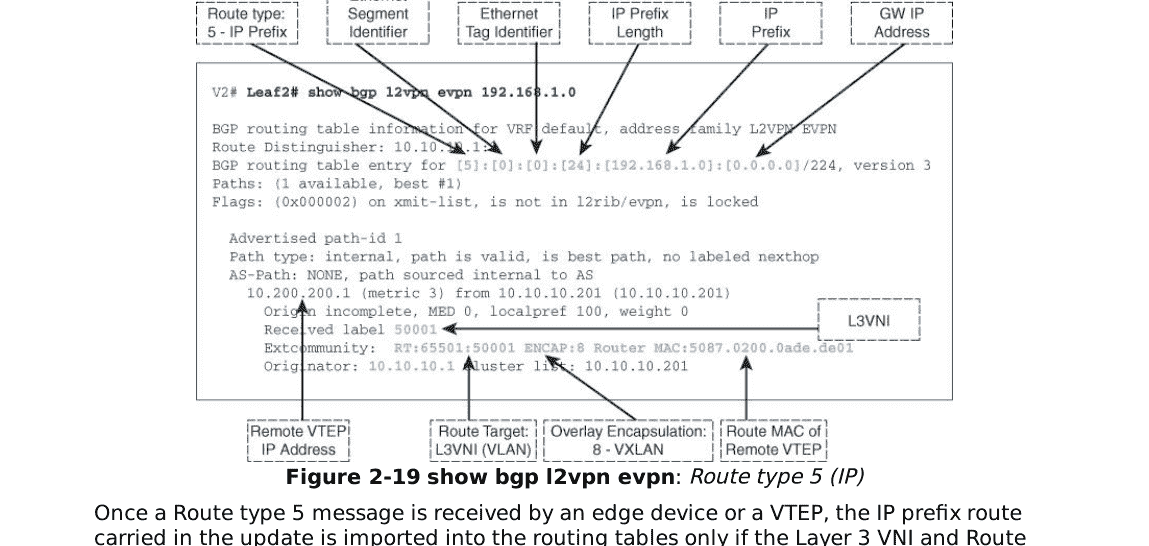 Route type:
5 - IP Prefix
Segment
Identifier
Ethernet
Tag Identifier
IP Prefix
Length
IP
Prefix
GW IP
Address
V2# Leaf2# show bgp l2vpn evpn 192.168.1.0
BGP routing table information for VRF default, address family L2VPN EVPN
Route Distinguisher: 10.10.10.1:
BGP routing table entry for [5]:[0]:[0]:[24]:[192.168.1.0]:[0.0.0.0]/224, version 3
Paths: (1 available, best #1)
Flags: (0x000002) on xmit-list, is not in l2rib/evpn, is locked
Advertised path-id 1
Path type: internal, path is valid, is best path, no labeled nexthop
AS-Path: NONE, path sourced internal to AS
10.200.200.1 (metric 3) from 10.10.10.201 (10.10.10.201)
Origin incomplete, MED 0, localpref 100, weight 0
Received label 50001
L3VNI
Extcommunity: RT:65501:50001 ENCAP:8 Router MAC:5087.0200.0ade.de01
Originator: 10.10.10.1 Cluster list: 10.10.10.201
Remote VTEP
IP Address
Route Target:
L3VNI (VLAN)
Overlay Encapsulation:
8 - VXLAN
Route MAC of
Remote VTEP
Figure 2-19 show bgp l2vpn evpn: Route type 5 (IP)
Once a Route type 5 message is received by an edge device or a VTEP, the IP prefix route
carried in the update is imported into the routing tables only if the Layer 3 VNI and Route